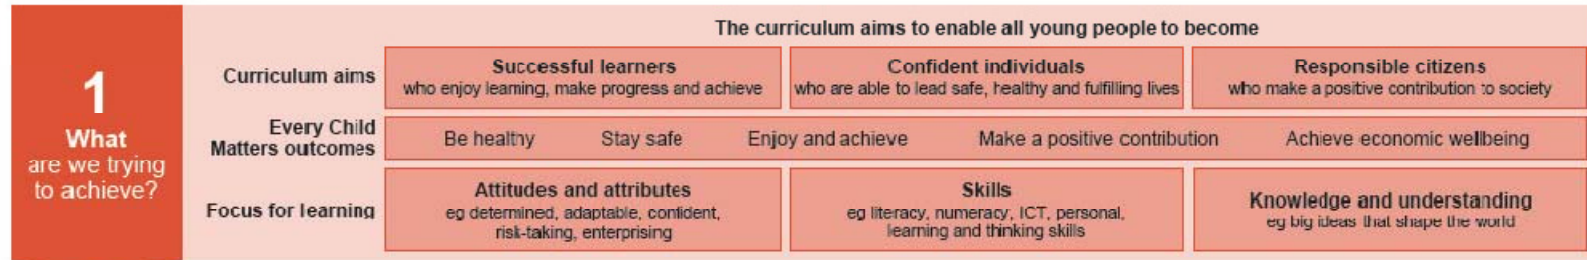 1
What
are we trying
to achieve?
The curriculum aims to enable all young people to become
Curriculum aims
Successful learners
who enjoy learning, make progress and achieve
Confident individuals
who are able to lead safe, healthy and fulfilling lives
Responsible citizens
who make a positive contribution to society
Every Child
Matters outcomes
Be healthy Stay safe Enjoy and achieve Make a positive contribution Achieve economic wellbeing
Focus for learning
Attitudes and attributes
eg determined, adaptable, confident,
risk-taking, enterprising
Skills
eg literacy, numeracy, ICT, personal,
learning and thinking skills
Knowledge and understanding
eg big ideas that shape the world